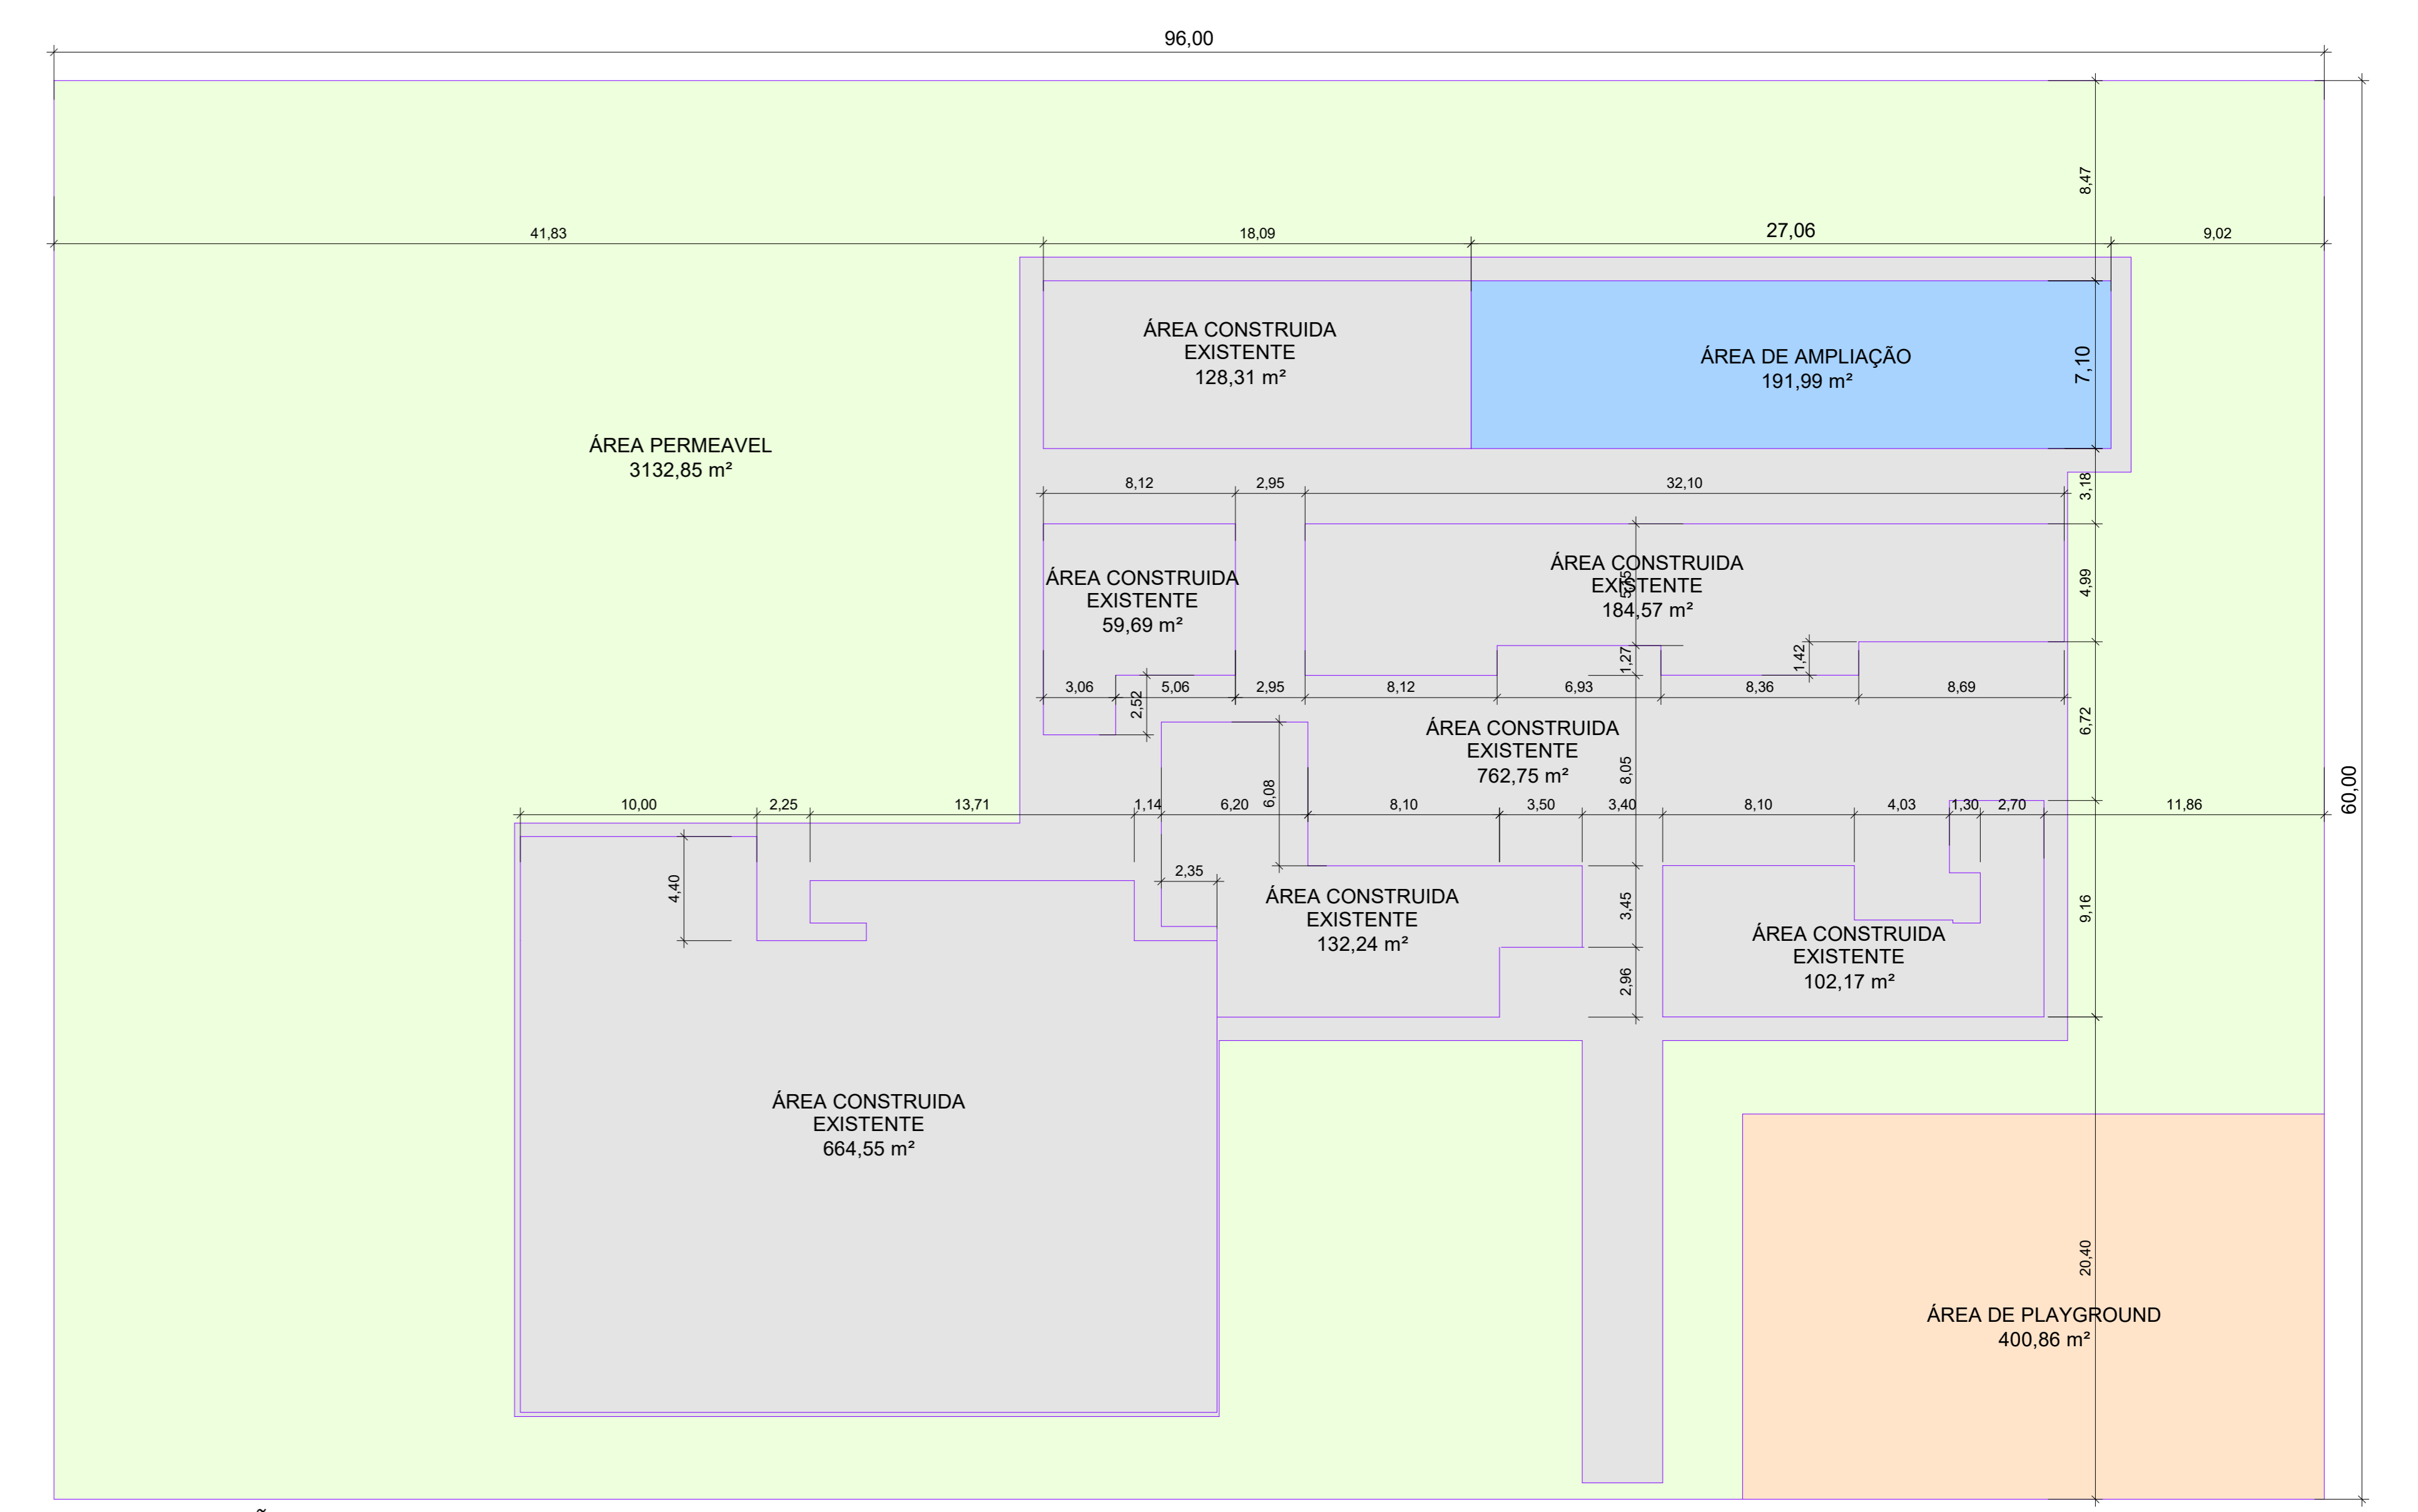 96,00
8,47
41,83
18,09
27,06
9,02
ÁREA CONSTRUIDA
EXISTENTE
128,31 m²
ÁREA DE AMPLIAÇÃO
191,99 m²
7,10
ÁREA PERMEAVEL
3132,85 m²
8,12
2,95
32,10
3,18
ÁREA CONSTRUIDA
EXISTENTE
59,69 m²
ÁREA CONSTRUIDA
EXISTENTE
184,57 m²
4,99
1,27
1,42
3,06
2,52
5,06
2,95
8,12
6,93
8,36
8,69
ÁREA CONSTRUIDA
EXISTENTE
762,75 m²
6,72
8,05
6,08
60,00
10,00
2,25
13,71
1,14
6,20
8,10
3,50
3,40
8,10
4,03
1,30
2,70
11,86
4,40
2,35
ÁREA CONSTRUIDA
EXISTENTE
132,24 m²
3,45
9,16
ÁREA CONSTRUIDA
EXISTENTE
102,17 m²
2,96
ÁREA CONSTRUIDA
EXISTENTE
664,55 m²
20,40
ÁREA DE PLAYGROUND
400,86 m²